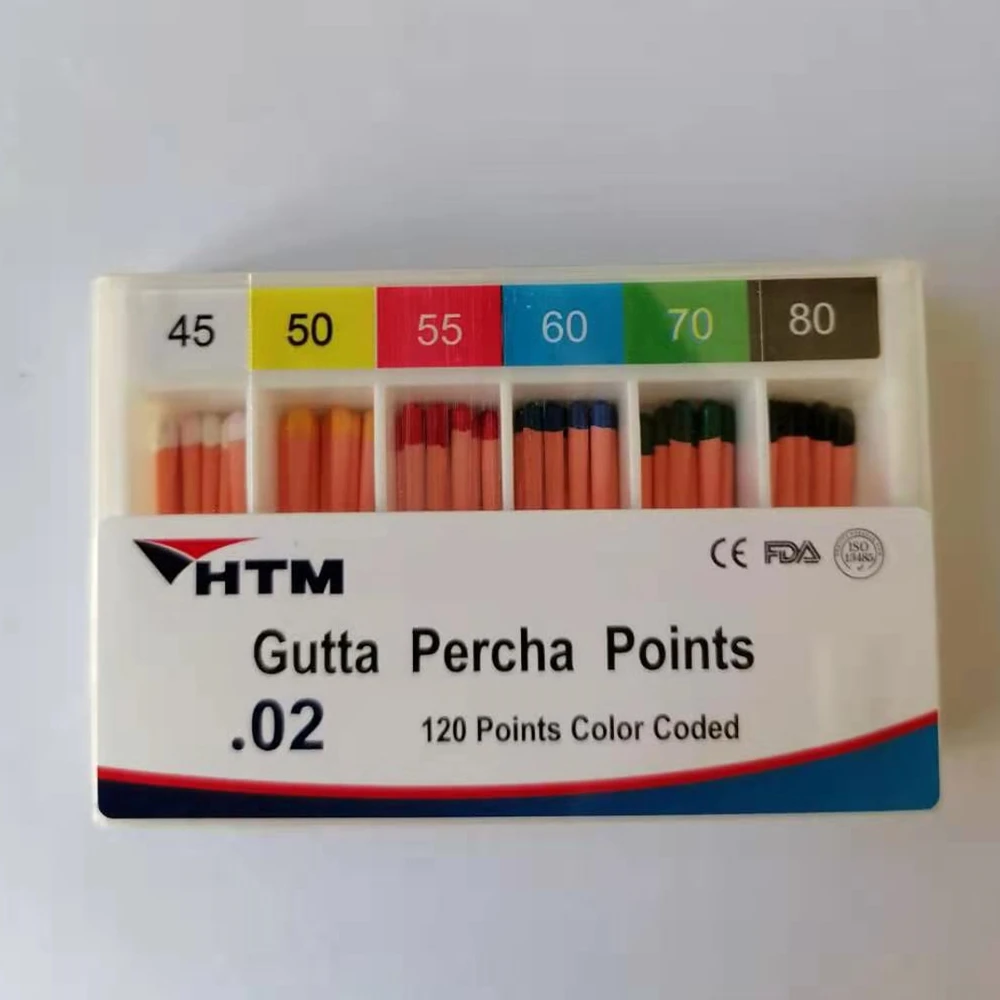 45 50 55 60 70 80
HTM
CE FDA ISO 13485
Gutta Percha Points
.02 120 Points Color Coded